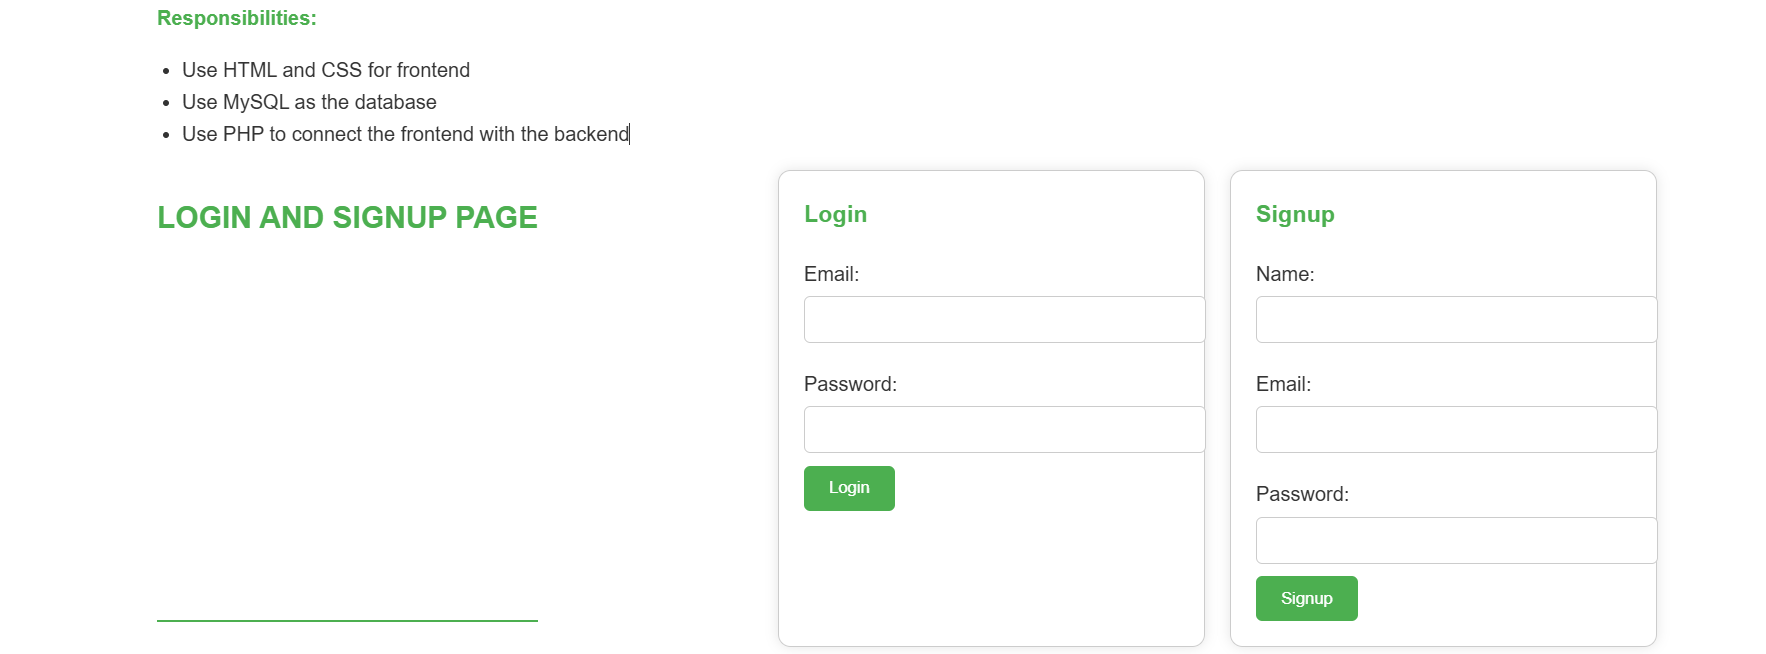 Responsibilities:
Use HTML and CSS for frontend
Use MySQL as the database
Use PHP to connect the frontend with the backend
LOGIN AND SIGNUP PAGE
Login
Email:
Password:
Login
Signup
Name:
Email:
Password:
Signup